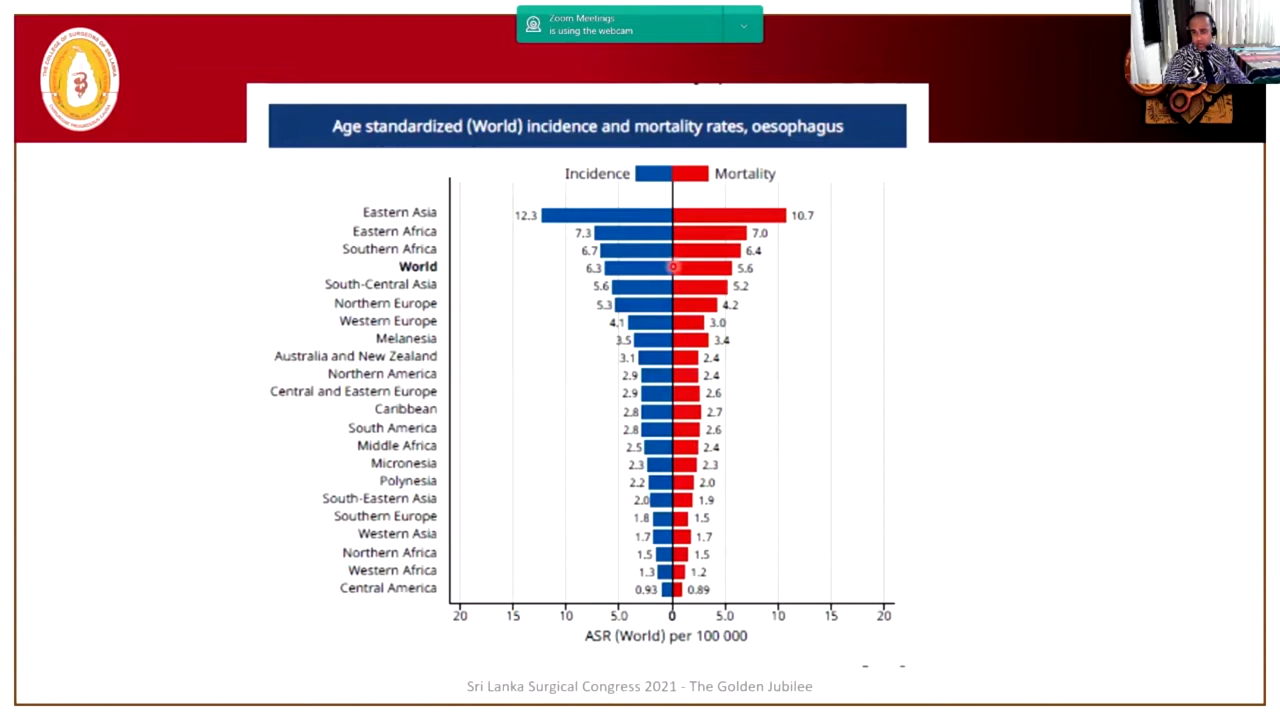 Zoom Meetings
is using the webcam
THE COLLEGE OF SURGEONS OF SRI LANKA
Age standardized (World) incidence and mortality rates, oesophagus
Incidence Mortality
Eastern Asia 12.3 10.7
Eastern Africa 7.3 7.0
Southern Africa 6.7 6.4
World 6.3 5.6
South-Central Asia 5.6 5.2
Northern Europe 5.3 4.2
Western Europe 4.1 3.0
Melanesia 3.5 3.4
Australia and New Zealand 3.1 2.4
Northern America 2.9 2.4
Central and Eastern Europe 2.9 2.6
Caribbean 2.8 2.7
South America 2.8 2.6
Middle Africa 2.5 2.4
Micronesia 2.3 2.3
Polynesia 2.2 2.0
South-Eastern Asia 2.0 1.9
Southern Europe 1.8 1.5
Western Asia 1.7 1.7
Northern Africa 1.5 1.5
Western Africa 1.3 1.2
Central America 0.93 0.89
20 15 10 5.0 0 5.0 10 15 20
ASR (World) per 100 000
Sri Lanka Surgical Congress 2021 - The Golden Jubilee